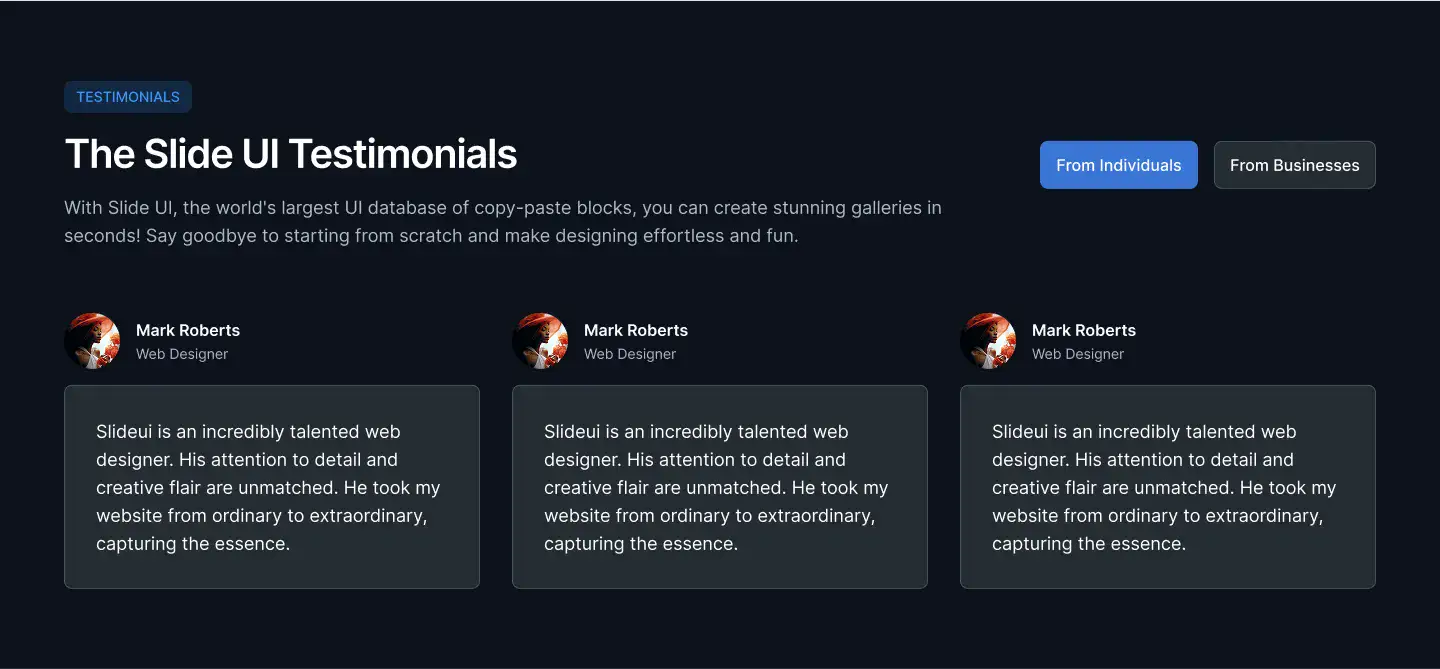 TESTIMONIALS
The Slide UI Testimonials
With Slide UI, the world's largest UI database of copy-paste blocks, you can create stunning galleries in
seconds! Say goodbye to starting from scratch and make designing effortless and fun.
From Individuals
From Businesses
Mark Roberts
Web Designer
Slideui is an incredibly talented web
designer. His attention to detail and
creative flair are unmatched. He took my
website from ordinary to extraordinary,
capturing the essence.
Mark Roberts
Web Designer
Slideui is an incredibly talented web
designer. His attention to detail and
creative flair are unmatched. He took my
website from ordinary to extraordinary,
capturing the essence.
Mark Roberts
Web Designer
Slideui is an incredibly talented web
designer. His attention to detail and
creative flair are unmatched. He took my
website from ordinary to extraordinary,
capturing the essence.